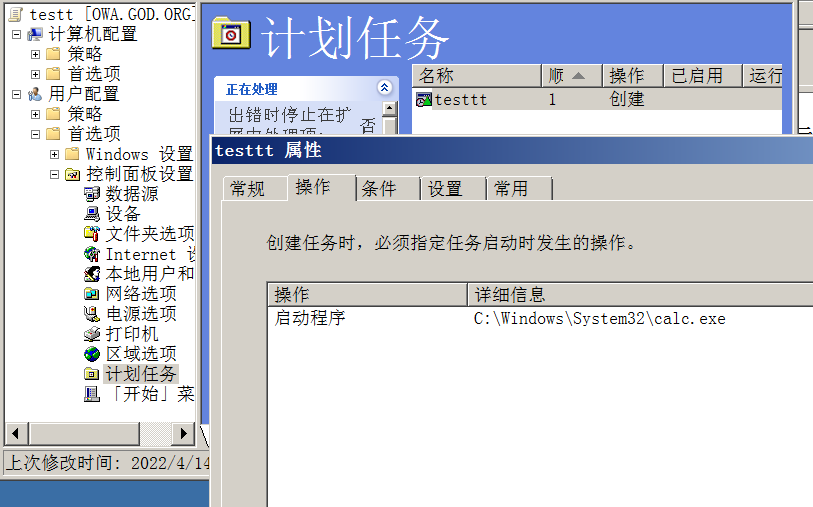 testt [OWA.GOD.ORG]
计算机配置
策略
首选项
用户配置
策略
首选项
Windows 设置
控制面板设置
数据源
设备
文件夹选项
Internet
本地用户和
网络选项
电源选项
打印机
区域选项
计划任务
「开始」菜
上次修改时间: 2022/4/14
计划任务
正在处理
出错时停止在扩
否
名称 顺 操作 已启用 运行
testtt 1 创建
testtt 属性
常规 操作 条件 设置 常用
创建任务时，必须指定任务启动时发生的操作。
操作 详细信息
启动程序 C:\Windows\System32\calc.exe